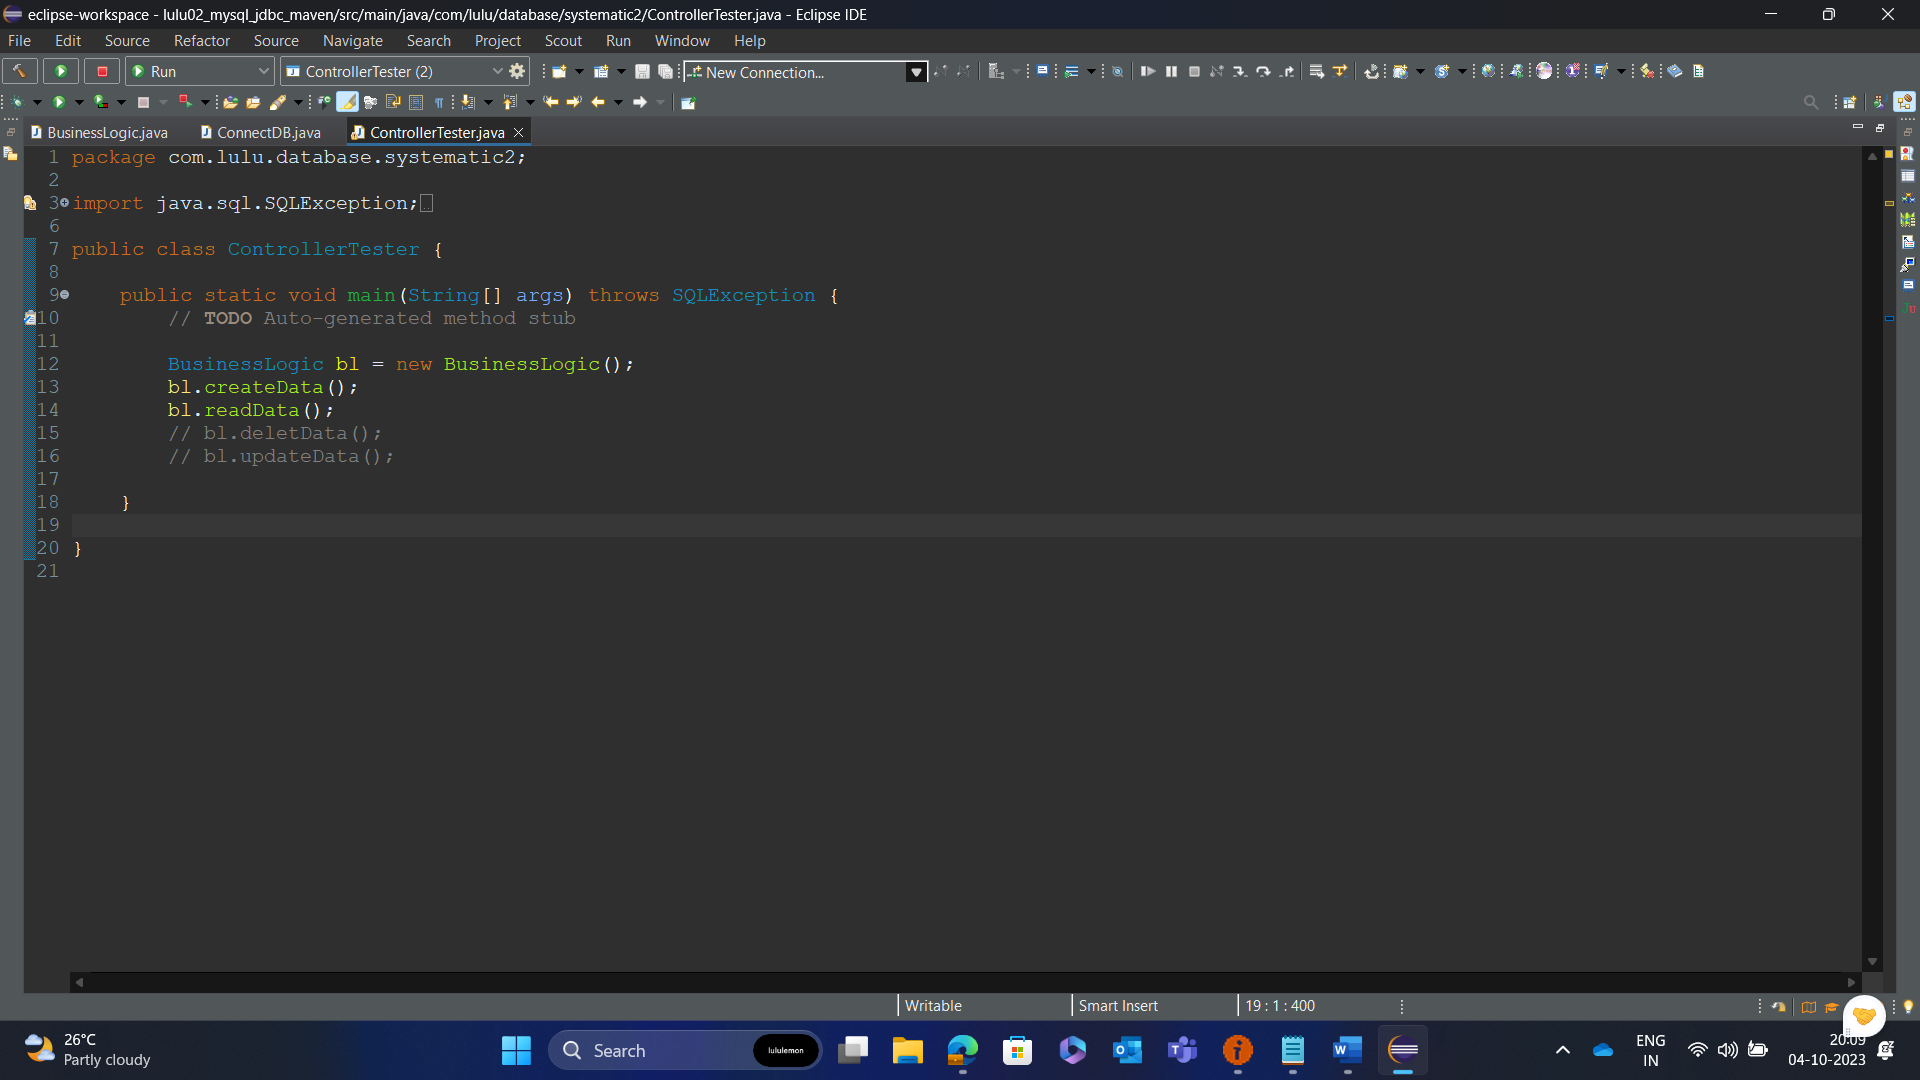 eclipse-workspace - lulu02_mysql_jdbc_maven/src/main/java/com/lulu/database/systematic2/ControllerTester.java - Eclipse IDE
File Edit Source Refactor Source Navigate Search Project Scout Run Window Help
Run ControllerTester (2) New Connection...
BusinessLogic.java ConnectDB.java ControllerTester.java
1 package com.lulu.database.systematic2;
2
3 import java.sql.SQLException;
6
7 public class ControllerTester {
8
9 public static void main(String[] args) throws SQLException {
10 // TODO Auto-generated method stub
11
12 BusinessLogic bl = new BusinessLogic();
13 bl.createData();
14 bl.readData();
15 // bl.deletData();
16 // bl.updateData();
17
18 }
19
20 }
21
Writable Smart Insert 19 : 1 : 400
26°C
Partly cloudy
Search lululemon
ENG
IN
20:09
04-10-2023